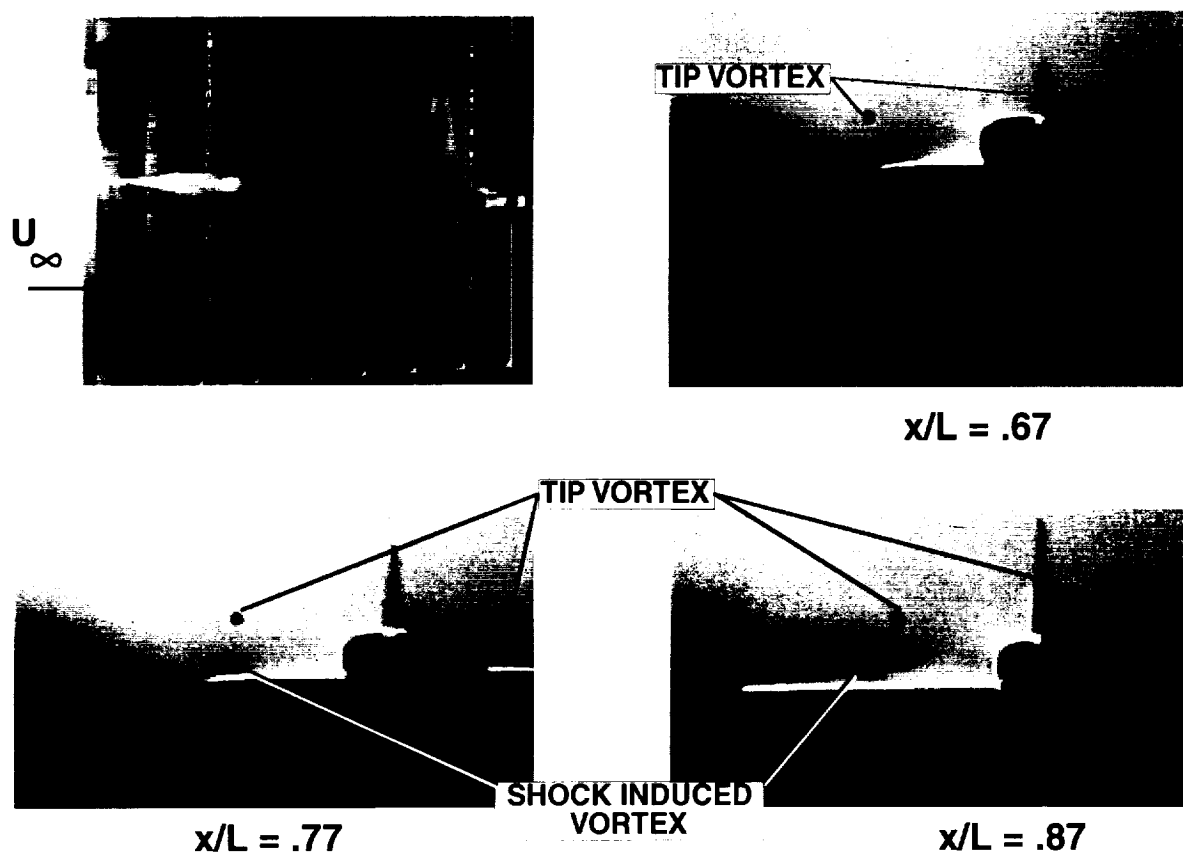 U∞
TIP VORTEX
x/L = .67
TIP VORTEX
SHOCK INDUCED
VORTEX
x/L = .77
x/L = .87